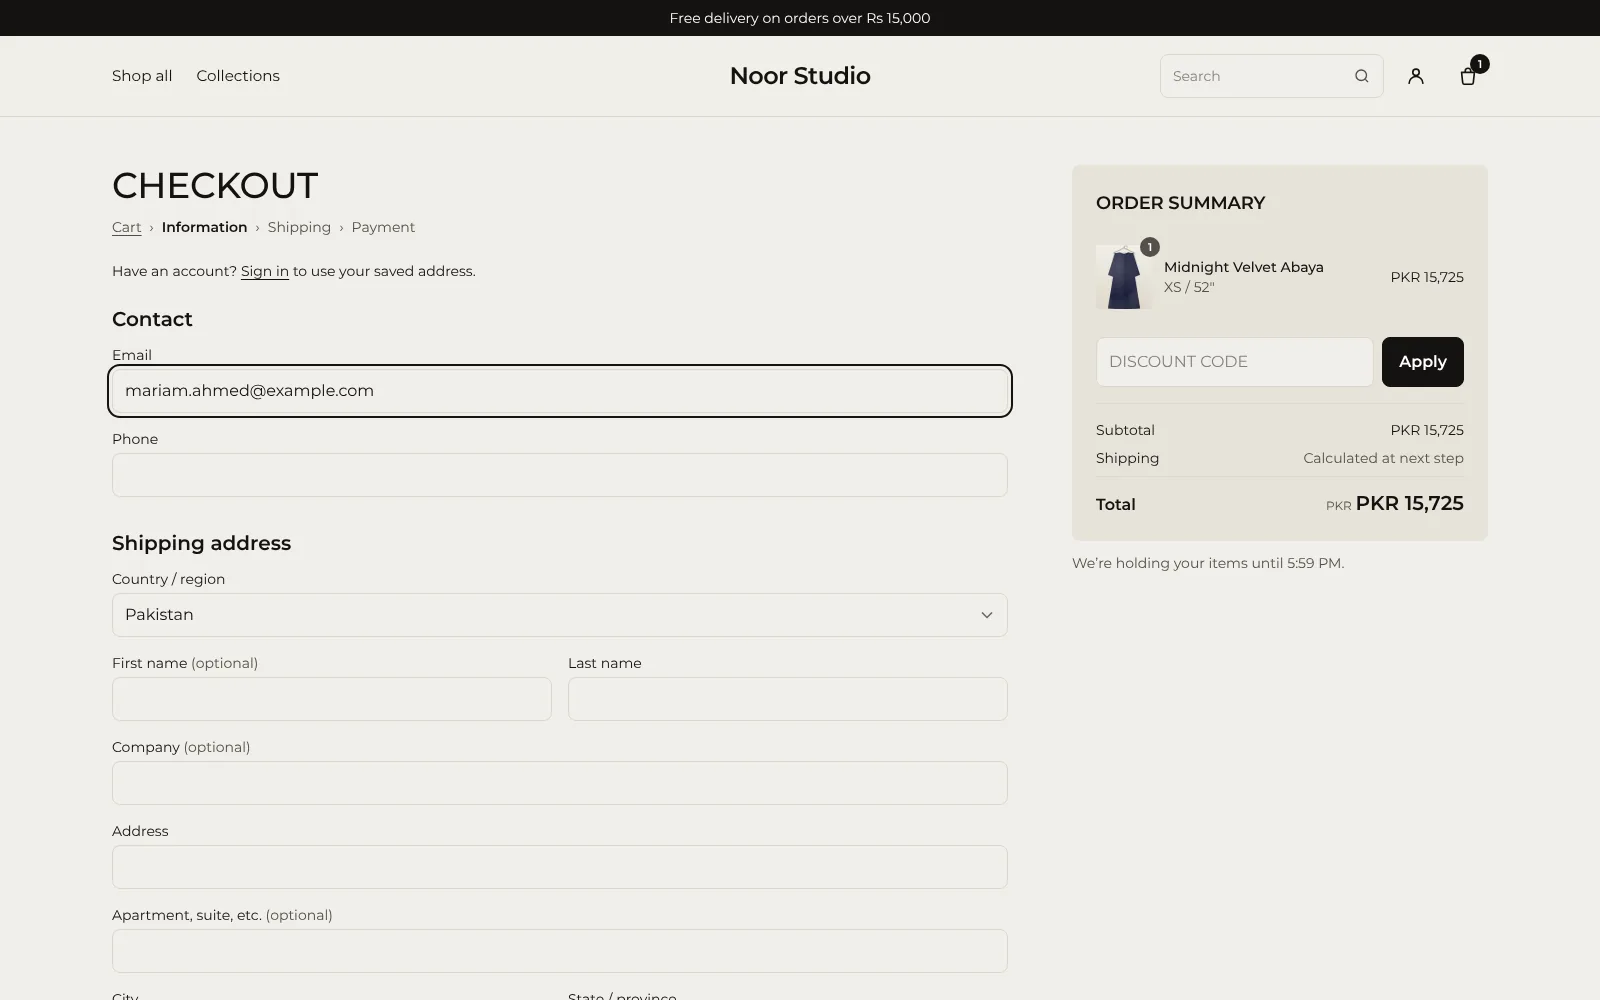 Free delivery on orders over Rs 15,000
Shop all
Collections
Noor Studio
Search
1
CHECKOUT
Cart › Information › Shipping › Payment
Have an account? Sign in to use your saved address.
Contact
Email
mariam.ahmed@example.com
Phone
Shipping address
Country / region
Pakistan
First name (optional)
Last name
Company (optional)
Address
Apartment, suite, etc. (optional)
City
State / province
ORDER SUMMARY
1
Midnight Velvet Abaya
XS / 52"
PKR 15,725
DISCOUNT CODE
Apply
Subtotal PKR 15,725
Shipping Calculated at next step
Total PKR PKR 15,725
We’re holding your items until 5:59 PM.